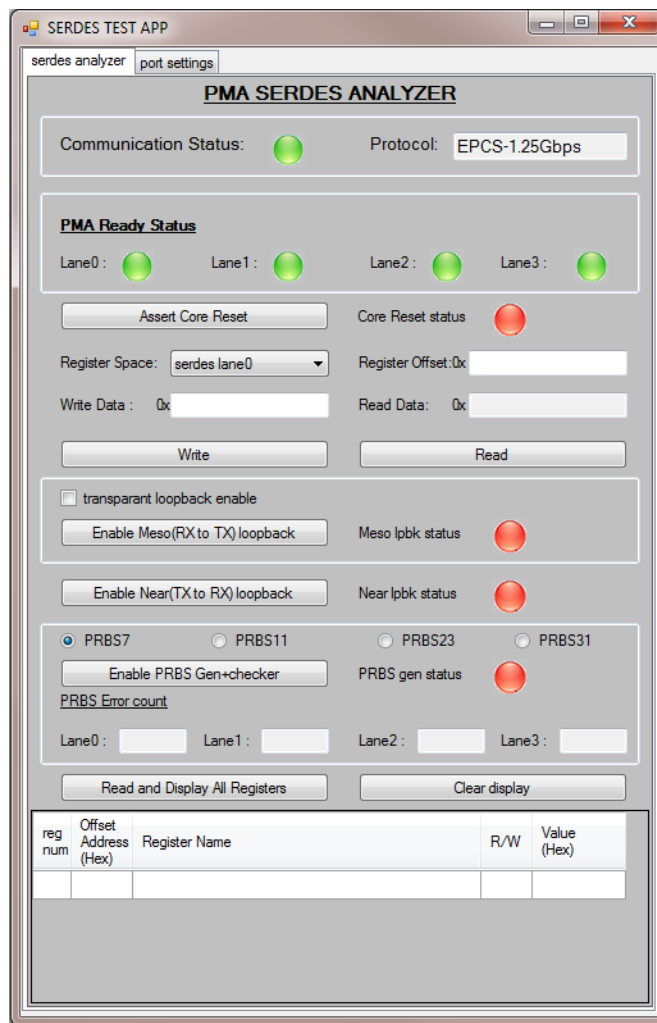 SERDES TEST APP
serdes analyzer port settings
PMA SERDES ANALYZER
Communication Status: Protocol: EPCS-1.25Gbps
PMA Ready Status
Lane0 : Lane1 : Lane2 : Lane3 :
Assert Core Reset Core Reset status
Register Space: serdes lane0 Register Offset:0x
Write Data : 0x Read Data: 0x
Write Read
transparant loopback enable
Enable Meso(RX to TX) loopback Meso lpbk status
Enable Near(TX to RX) loopback Near lpbk status
PRBS7 PRBS11 PRBS23 PRBS31
Enable PRBS Gen+checker PRBS gen status
PRBS Error count
Lane0 : Lane1 : Lane2 : Lane3 :
Read and Display All Registers Clear display
reg num Offset Address (Hex) Register Name R/W Value (Hex)